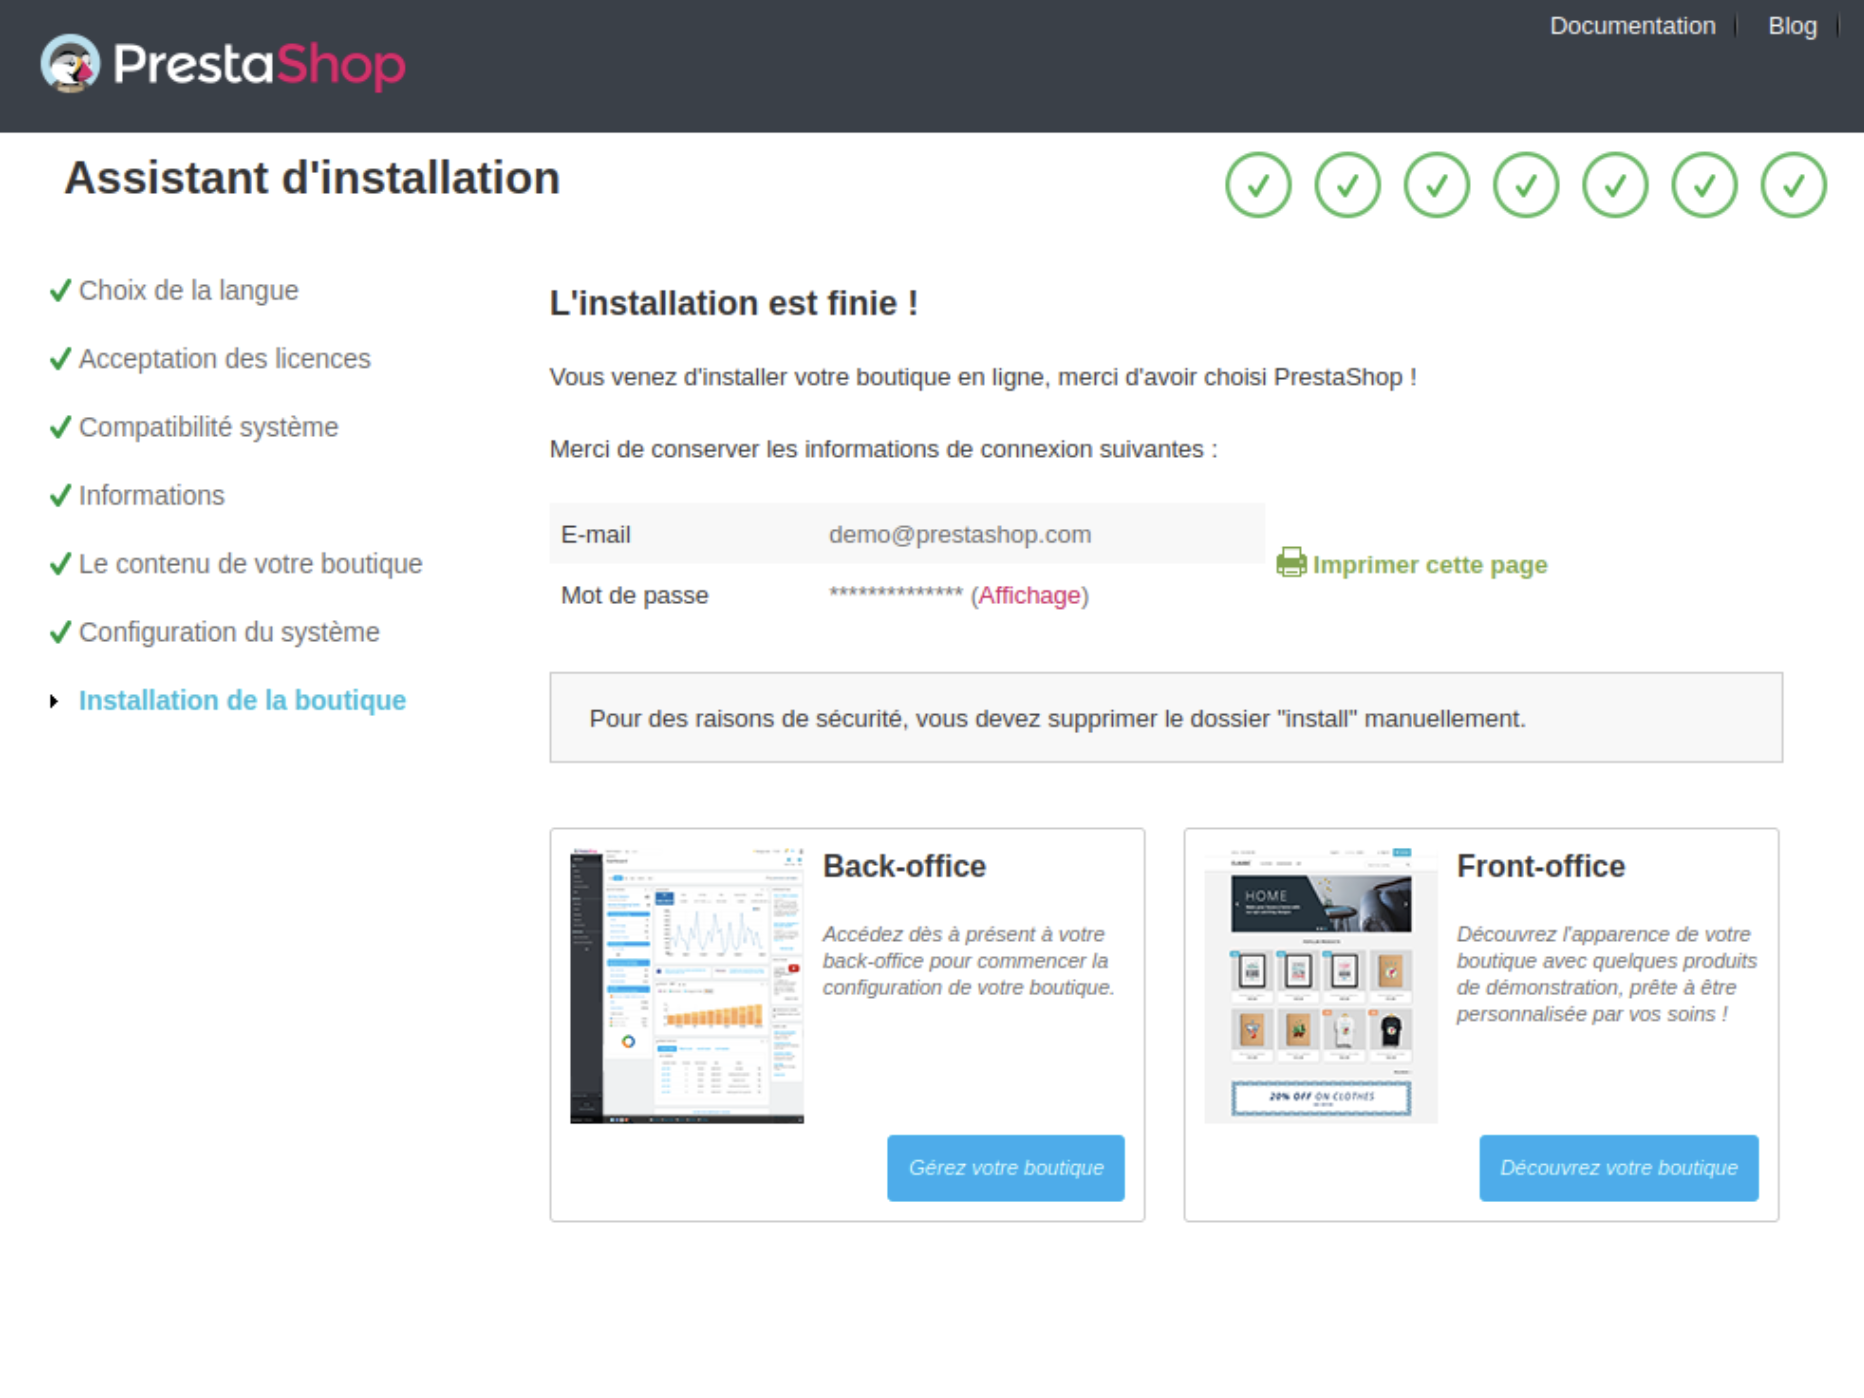 Documentation
Blog
PrestaShop
Assistant d'installation
Choix de la langue
Acceptation des licences
Compatibilité système
Informations
Le contenu de votre boutique
Configuration du système
Installation de la boutique
L'installation est finie !
Vous venez d'installer votre boutique en ligne, merci d'avoir choisi PrestaShop !
Merci de conserver les informations de connexion suivantes :
E-mail demo@prestashop.com
Mot de passe ************** (Affichage)
Imprimer cette page
Pour des raisons de sécurité, vous devez supprimer le dossier "install" manuellement.
Back-office
Accédez dès à présent à votre
back-office pour commencer la
configuration de votre boutique.
Gérez votre boutique
HOME
20% OFF ON CLOTHES
Front-office
Découvrez l'apparence de votre
boutique avec quelques produits
de démonstration, prête à être
personnalisée par vos soins !
Découvrez votre boutique